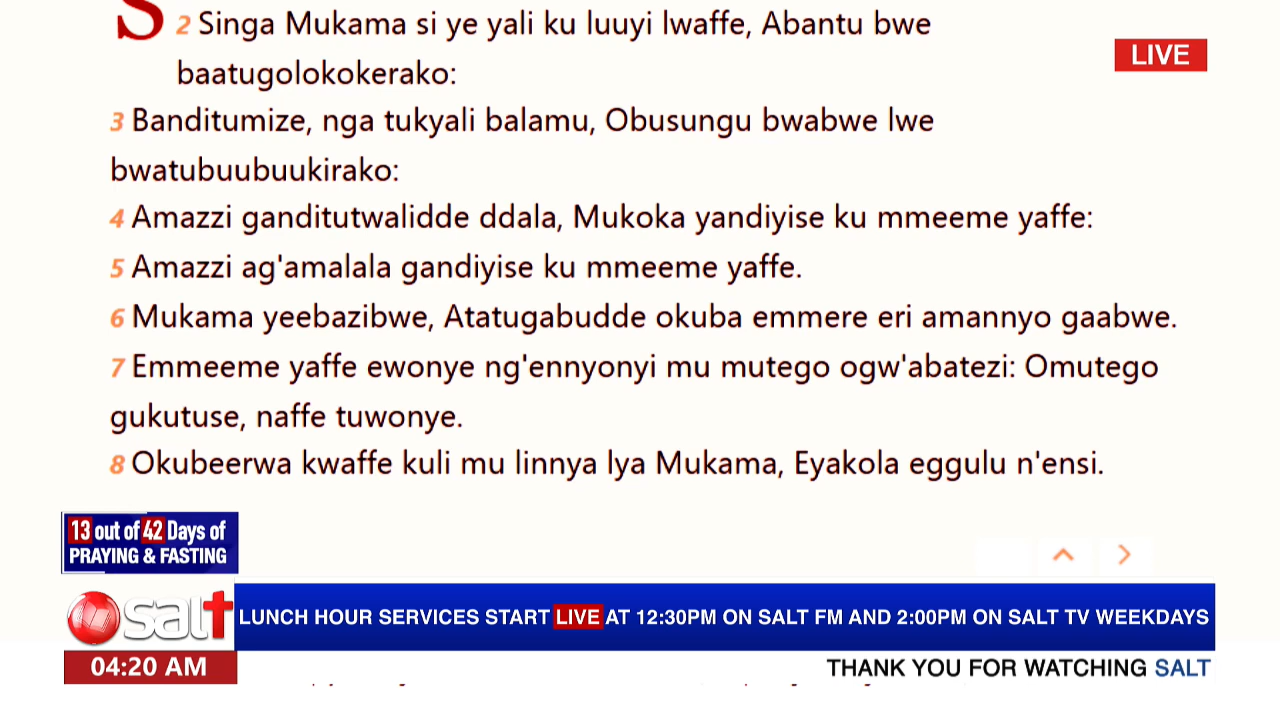 S 2 Singa Mukama si ye yali ku luuyi lwaffe, Abantu bwe
baatugolokokerako:
LIVE
3 Banditumize, nga tukyali balamu, Obusungu bwabwe lwe
bwatubuubuukirako:
4 Amazzi ganditutwalidde ddala, Mukoka yandiyise ku mmeeme yaffe:
5 Amazzi ag'amalala gandiyise ku mmeeme yaffe.
6 Mukama yeebazibwe, Atatugabudde okuba emmere eri amannyo gaabwe.
7 Emmeeme yaffe ewonye ng'ennyonyi mu mutego ogw'abatezi: Omutego
gukutuse, naffe tuwonye.
8 Okubeerwa kwaffe kuli mu linnya lya Mukama, Eyakola eggulu n'ensi.
13 out of 42 Days of
PRAYING & FASTING
salt
LUNCH HOUR SERVICES START LIVE AT 12:30PM ON SALT FM AND 2:00PM ON SALT TV WEEKDAYS
04:20 AM
THANK YOU FOR WATCHING SALT